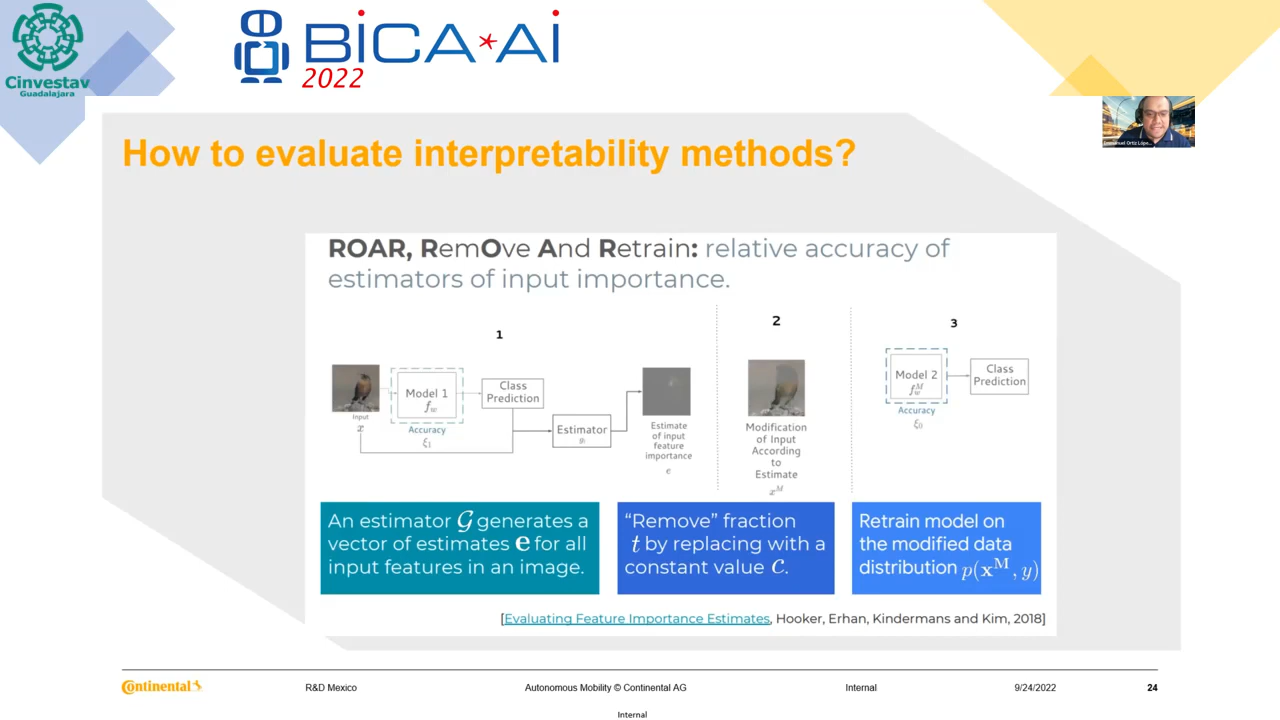 Cinvestav
Guadalajara
BICA*AI
2022
How to evaluate interpretability methods?
ROAR, RemOve And Retrain: relative accuracy of
estimators of input importance.
1
2
3
Input
x
Model 1
f_w
Accuracy
ξ₁
Class
Prediction
Estimator
Estimate
of input
feature
importance
e
Modification
of Input
According
to
Estimate
x^M
Model 2
f_w^M
Accuracy
ξ₀
Class
Prediction
An estimator 𝒢 generates a
vector of estimates e for all
input features in an image.
“Remove” fraction
t by replacing with a
constant value c.
Retrain model on
the modified data
distribution p(x^M, y)
[Evaluating Feature Importance Estimates, Hooker, Erhan, Kindermans and Kim, 2018]
Continental
R&D Mexico
Autonomous Mobility © Continental AG
Internal
9/24/2022
24
Internal